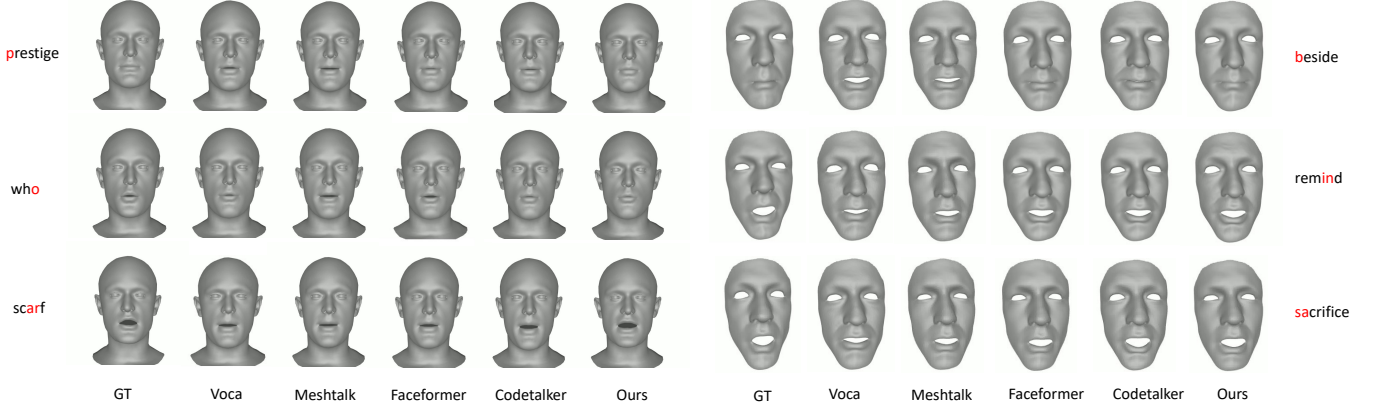 prestige
beside
who
remind
scarf
sacrifice
GT Voca Meshtalk Faceformer Codetalker Ours
GT Voca Meshtalk Faceformer Codetalker Ours